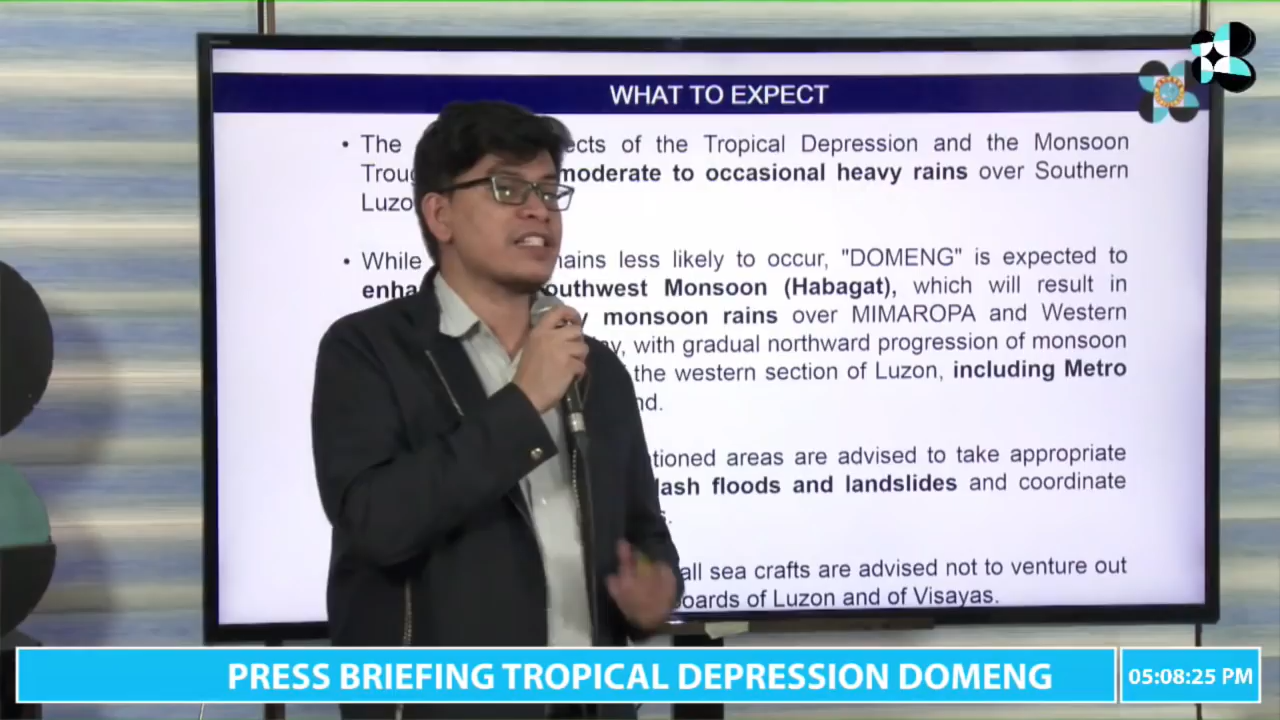 WHAT TO EXPECT
• The ects of the Tropical Depression and the Monsoon
Troug moderate to occasional heavy rains over Southern
Luzo
• While ains less likely to occur, "DOMENG" is expected to
enha outhwest Monsoon (Habagat), which will result in
y monsoon rains over MIMAROPA and Western
ay, with gradual northward progression of monsoon
the western section of Luzon, including Metro
nd.
tioned areas are advised to take appropriate
lash floods and landslides and coordinate
s.
all sea crafts are advised not to venture out
oards of Luzon and of Visayas.
PRESS BRIEFING TROPICAL DEPRESSION DOMENG
05:08:25 PM